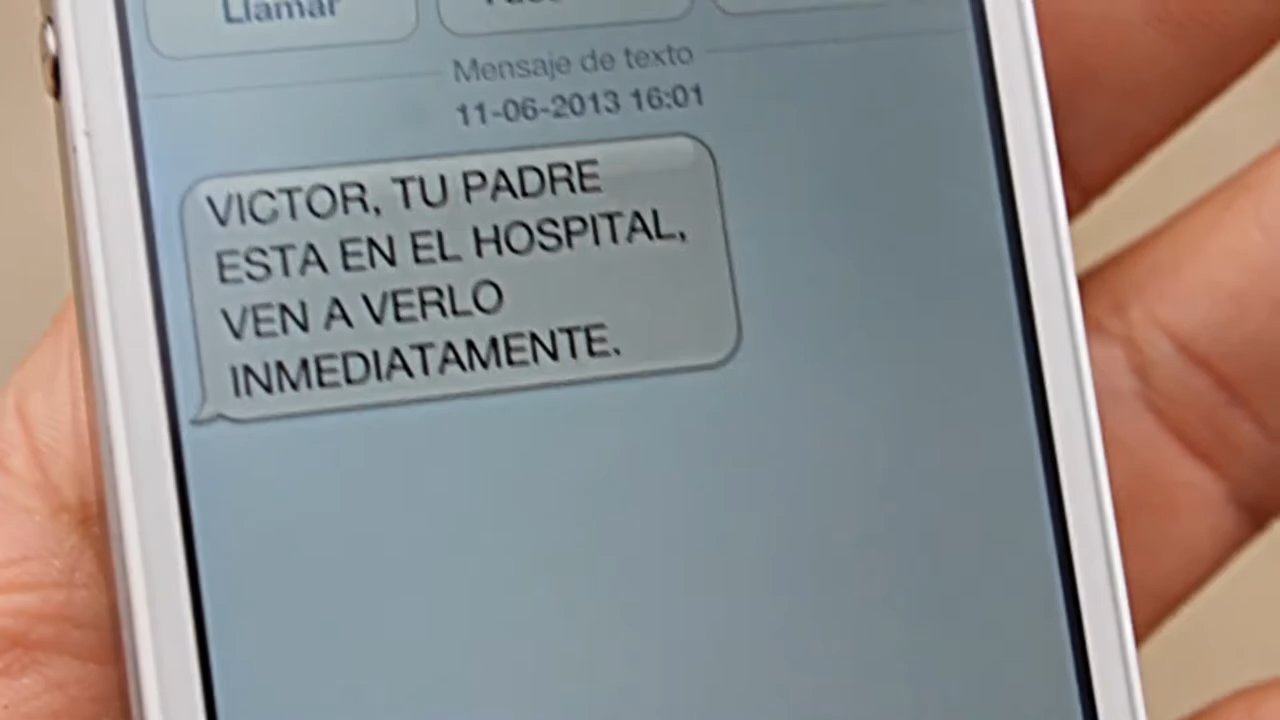 Llamar
Mensaje de texto
11-06-2013 16:01
VICTOR, TU PADRE
ESTA EN EL HOSPITAL,
VEN A VERLO
INMEDIATAMENTE.